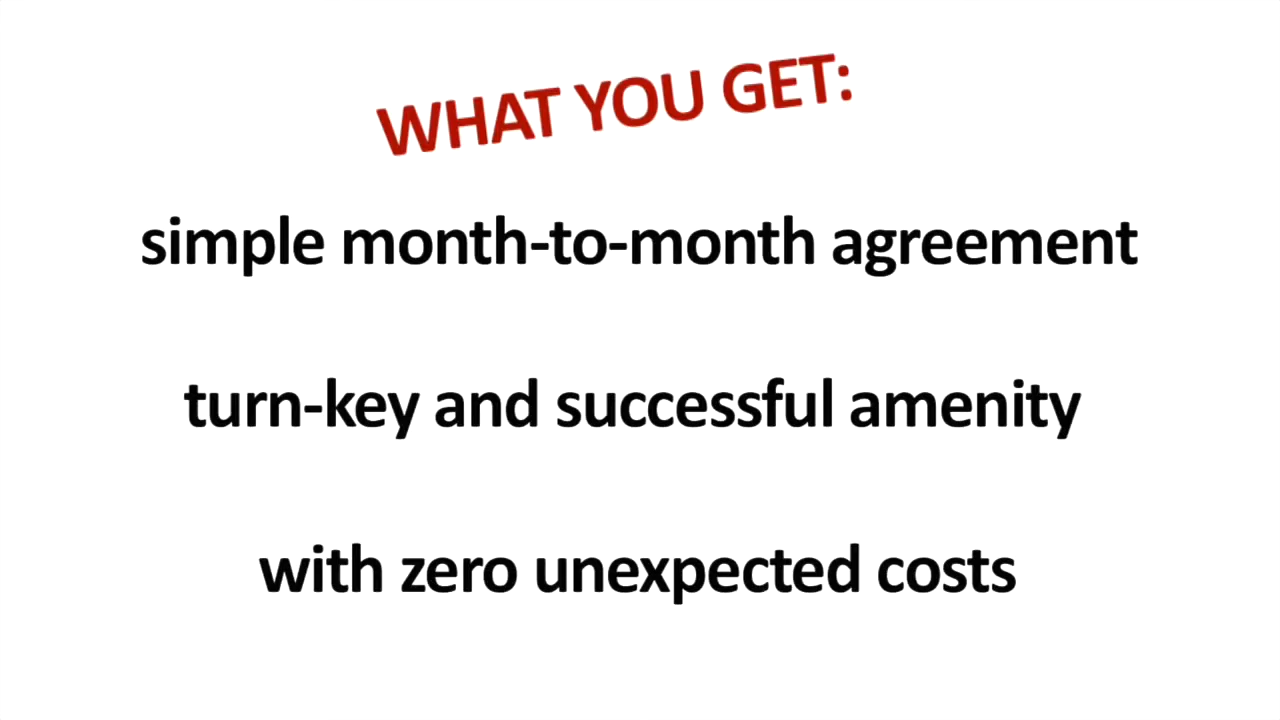 WHAT YOU GET:
simple month-to-month agreement
turn-key and successful amenity
with zero unexpected costs